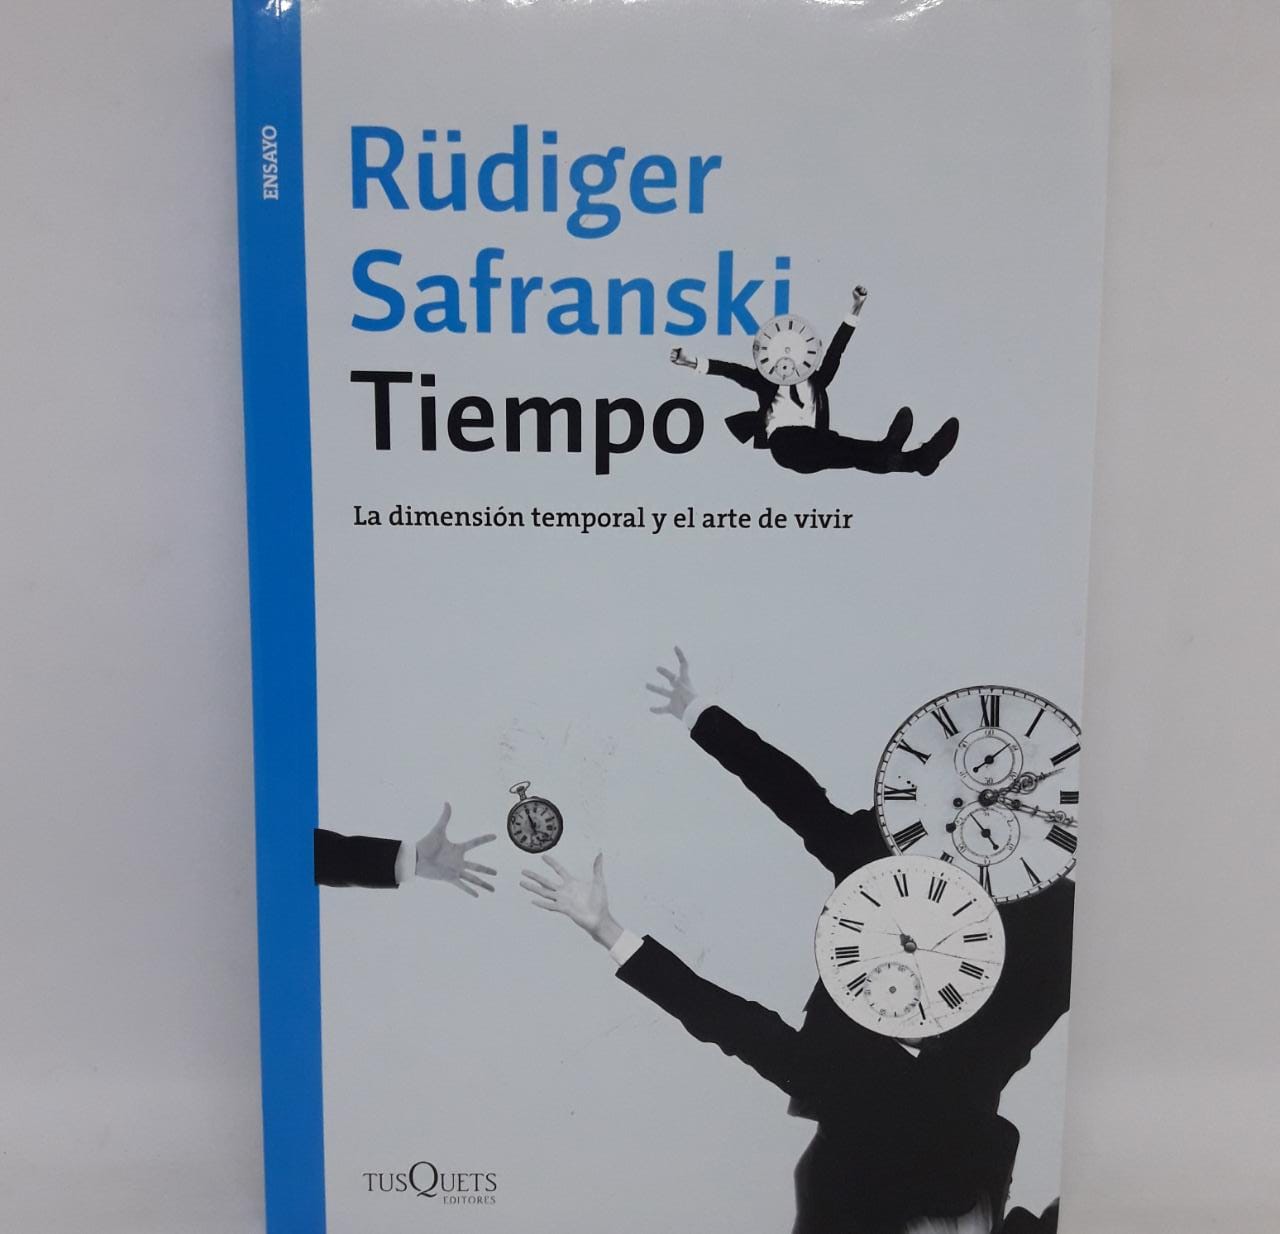 ENSAYO
Rüdiger
Safranski
Tiempo
La dimensión temporal y el arte de vivir
TUSQUETS
EDITORES